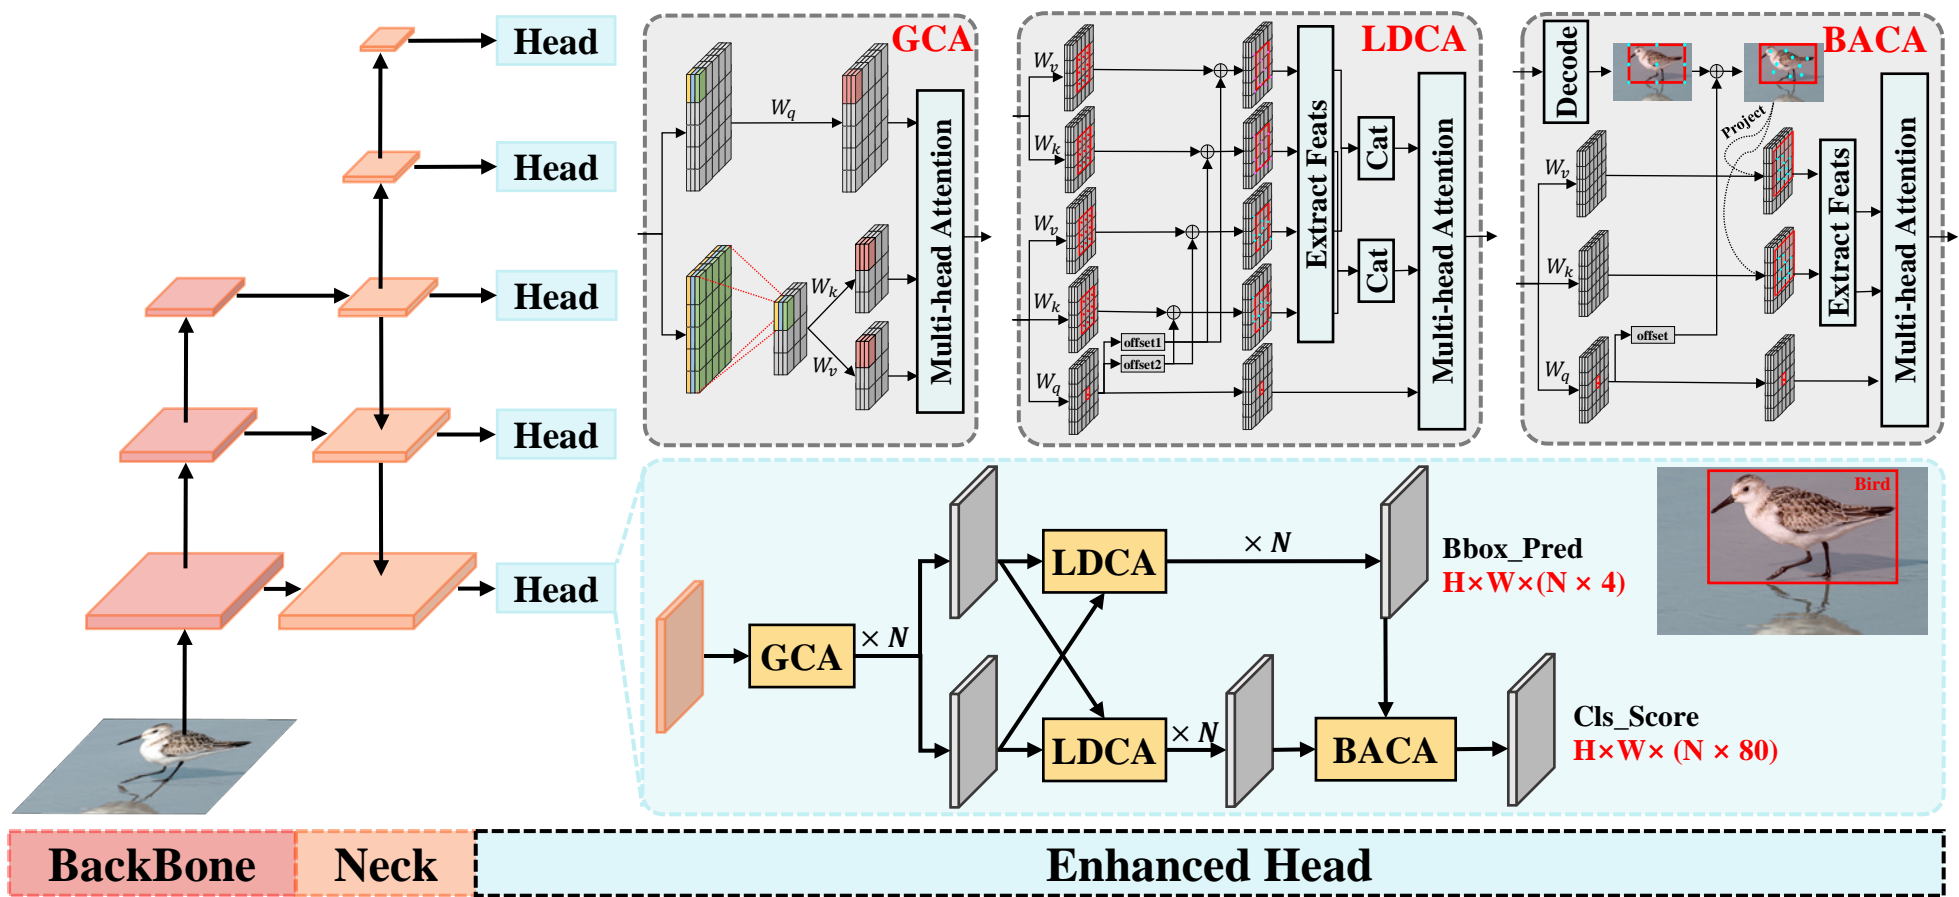 Head
Head
Head
Head
Head
GCA
W_q
W_k
W_v
Multi-head Attention
LDCA
W_v
W_k
W_v
W_k
W_q
offset1
offset2
Extract Feats
Cat
Cat
Multi-head Attention
BACA
Decode
Project
W_v
W_k
W_q
offset
Extract Feats
Multi-head Attention
GCA
× N
LDCA
× N
LDCA
× N
BACA
Bbox_Pred
H×W×(N × 4)
Cls_Score
H×W× (N × 80)
Bird
BackBone
Neck
Enhanced Head